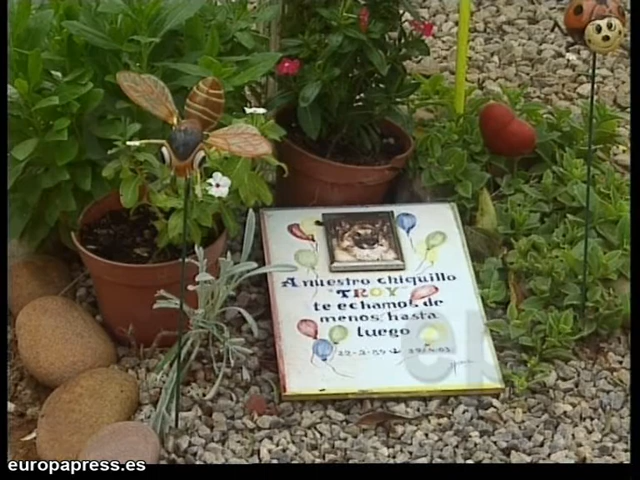 A nuestro chiquillo
TROY
te echamos de
menos, hasta
luego
europapress.es